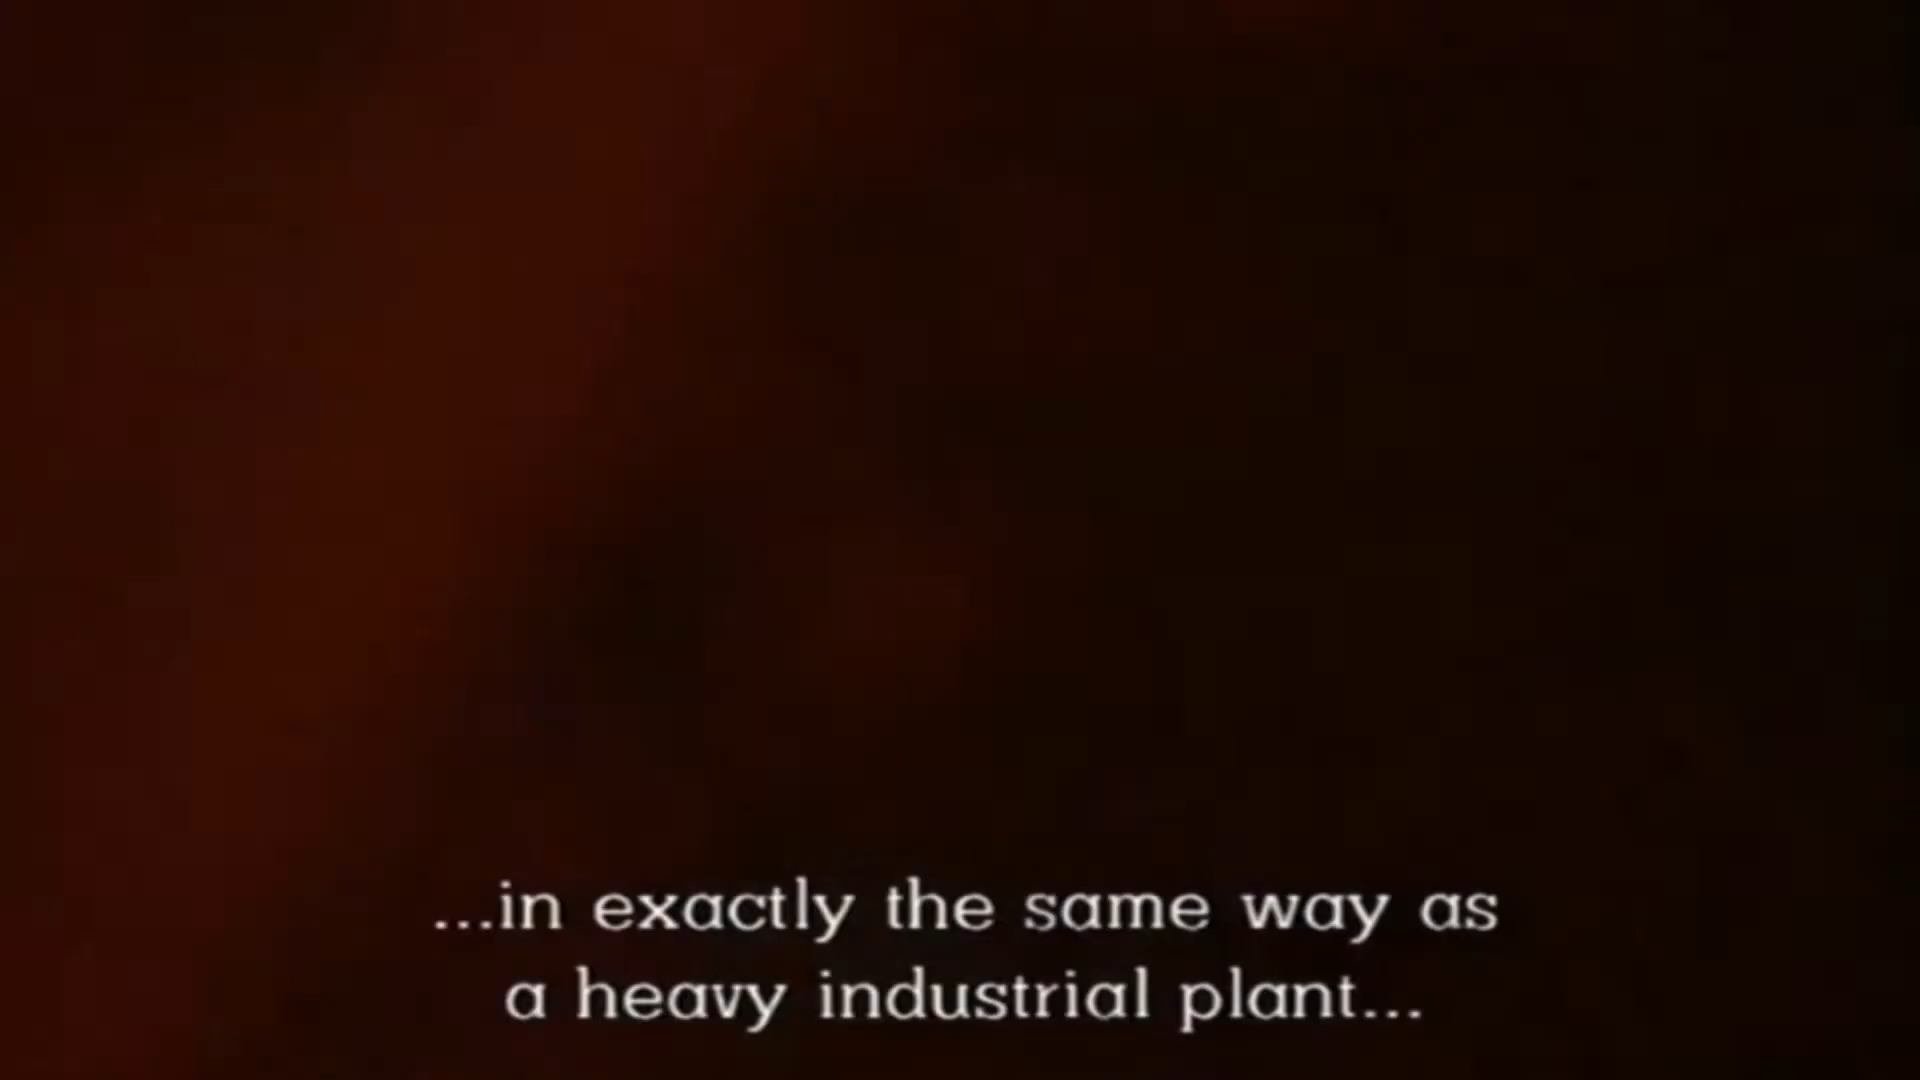 ...in exactly the same way as
a heavy industrial plant...